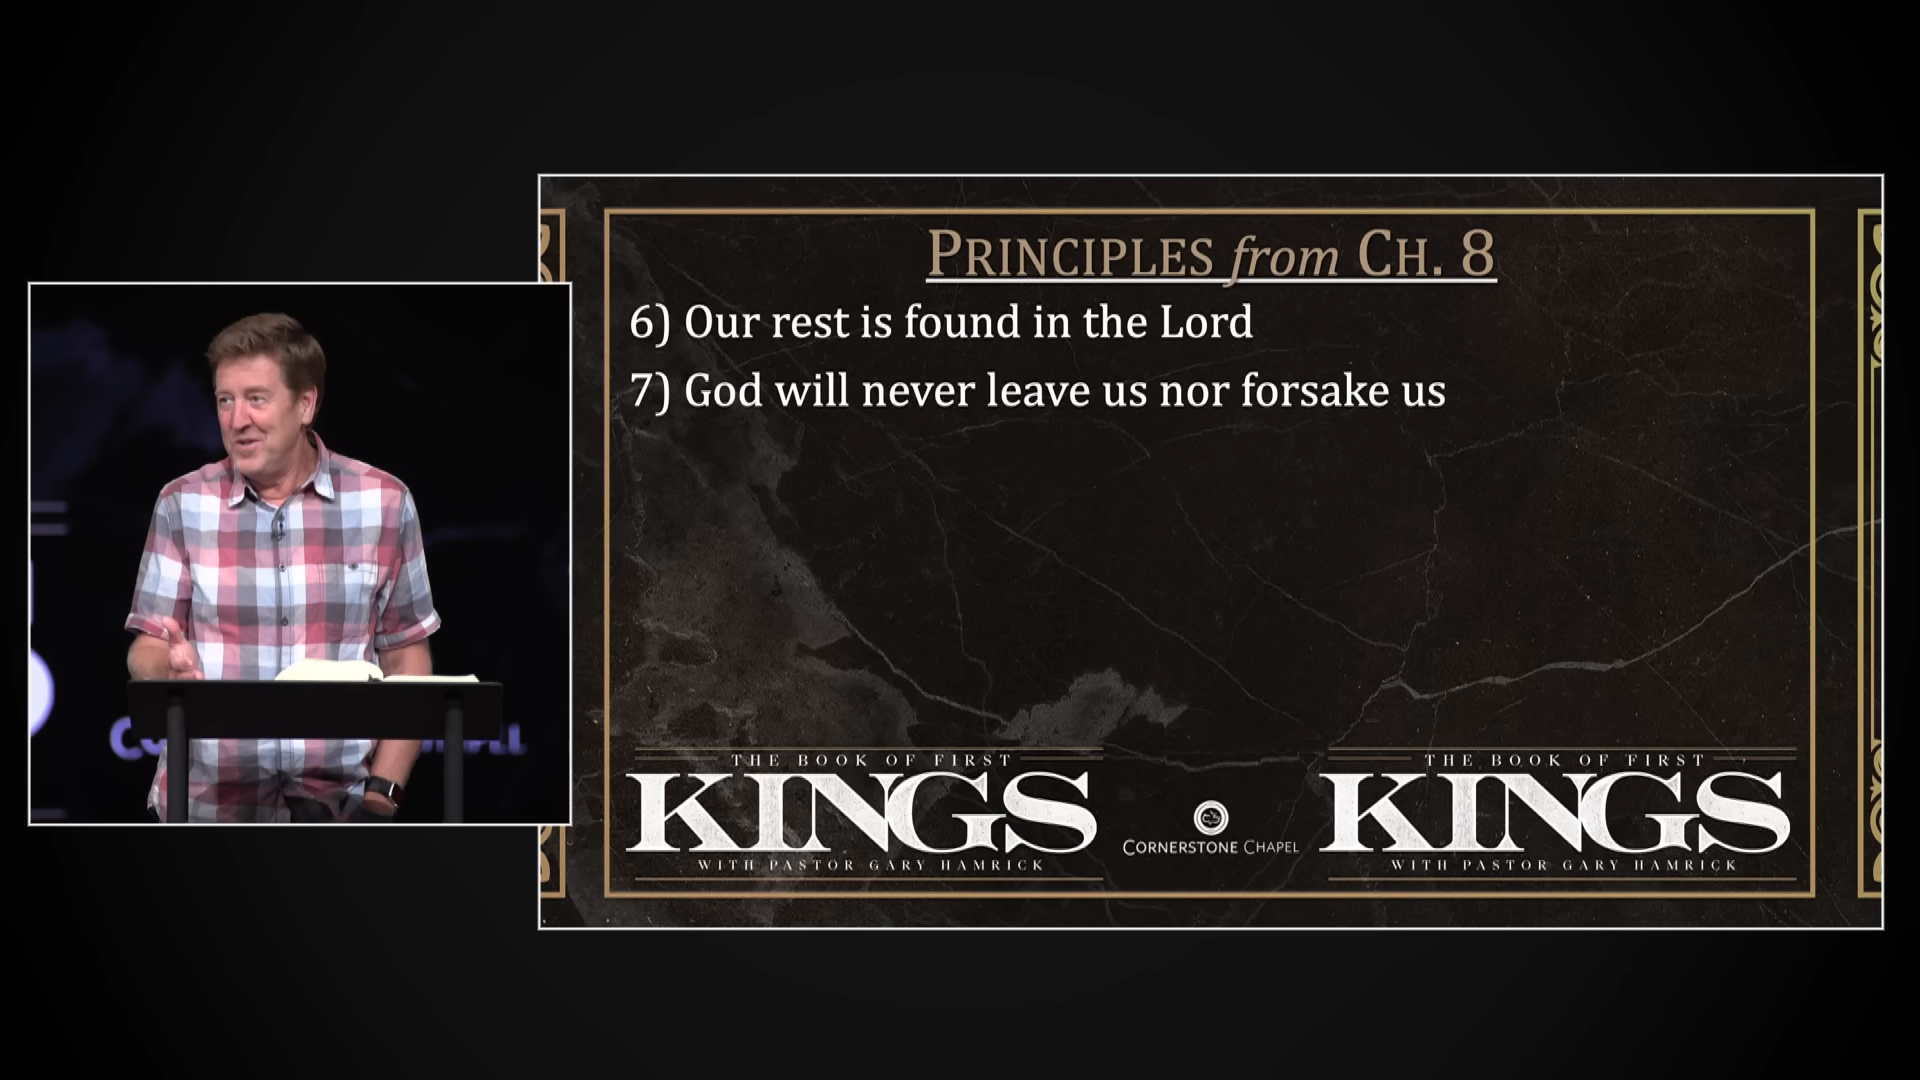 PRINCIPLES from CH. 8
6) Our rest is found in the Lord
7) God will never leave us nor forsake us
THE BOOK OF FIRST
KINGS
WITH PASTOR GARY HAMRICK
CORNERSTONE CHAPEL
THE BOOK OF FIRST
KINGS
WITH PASTOR GARY HAMRICK